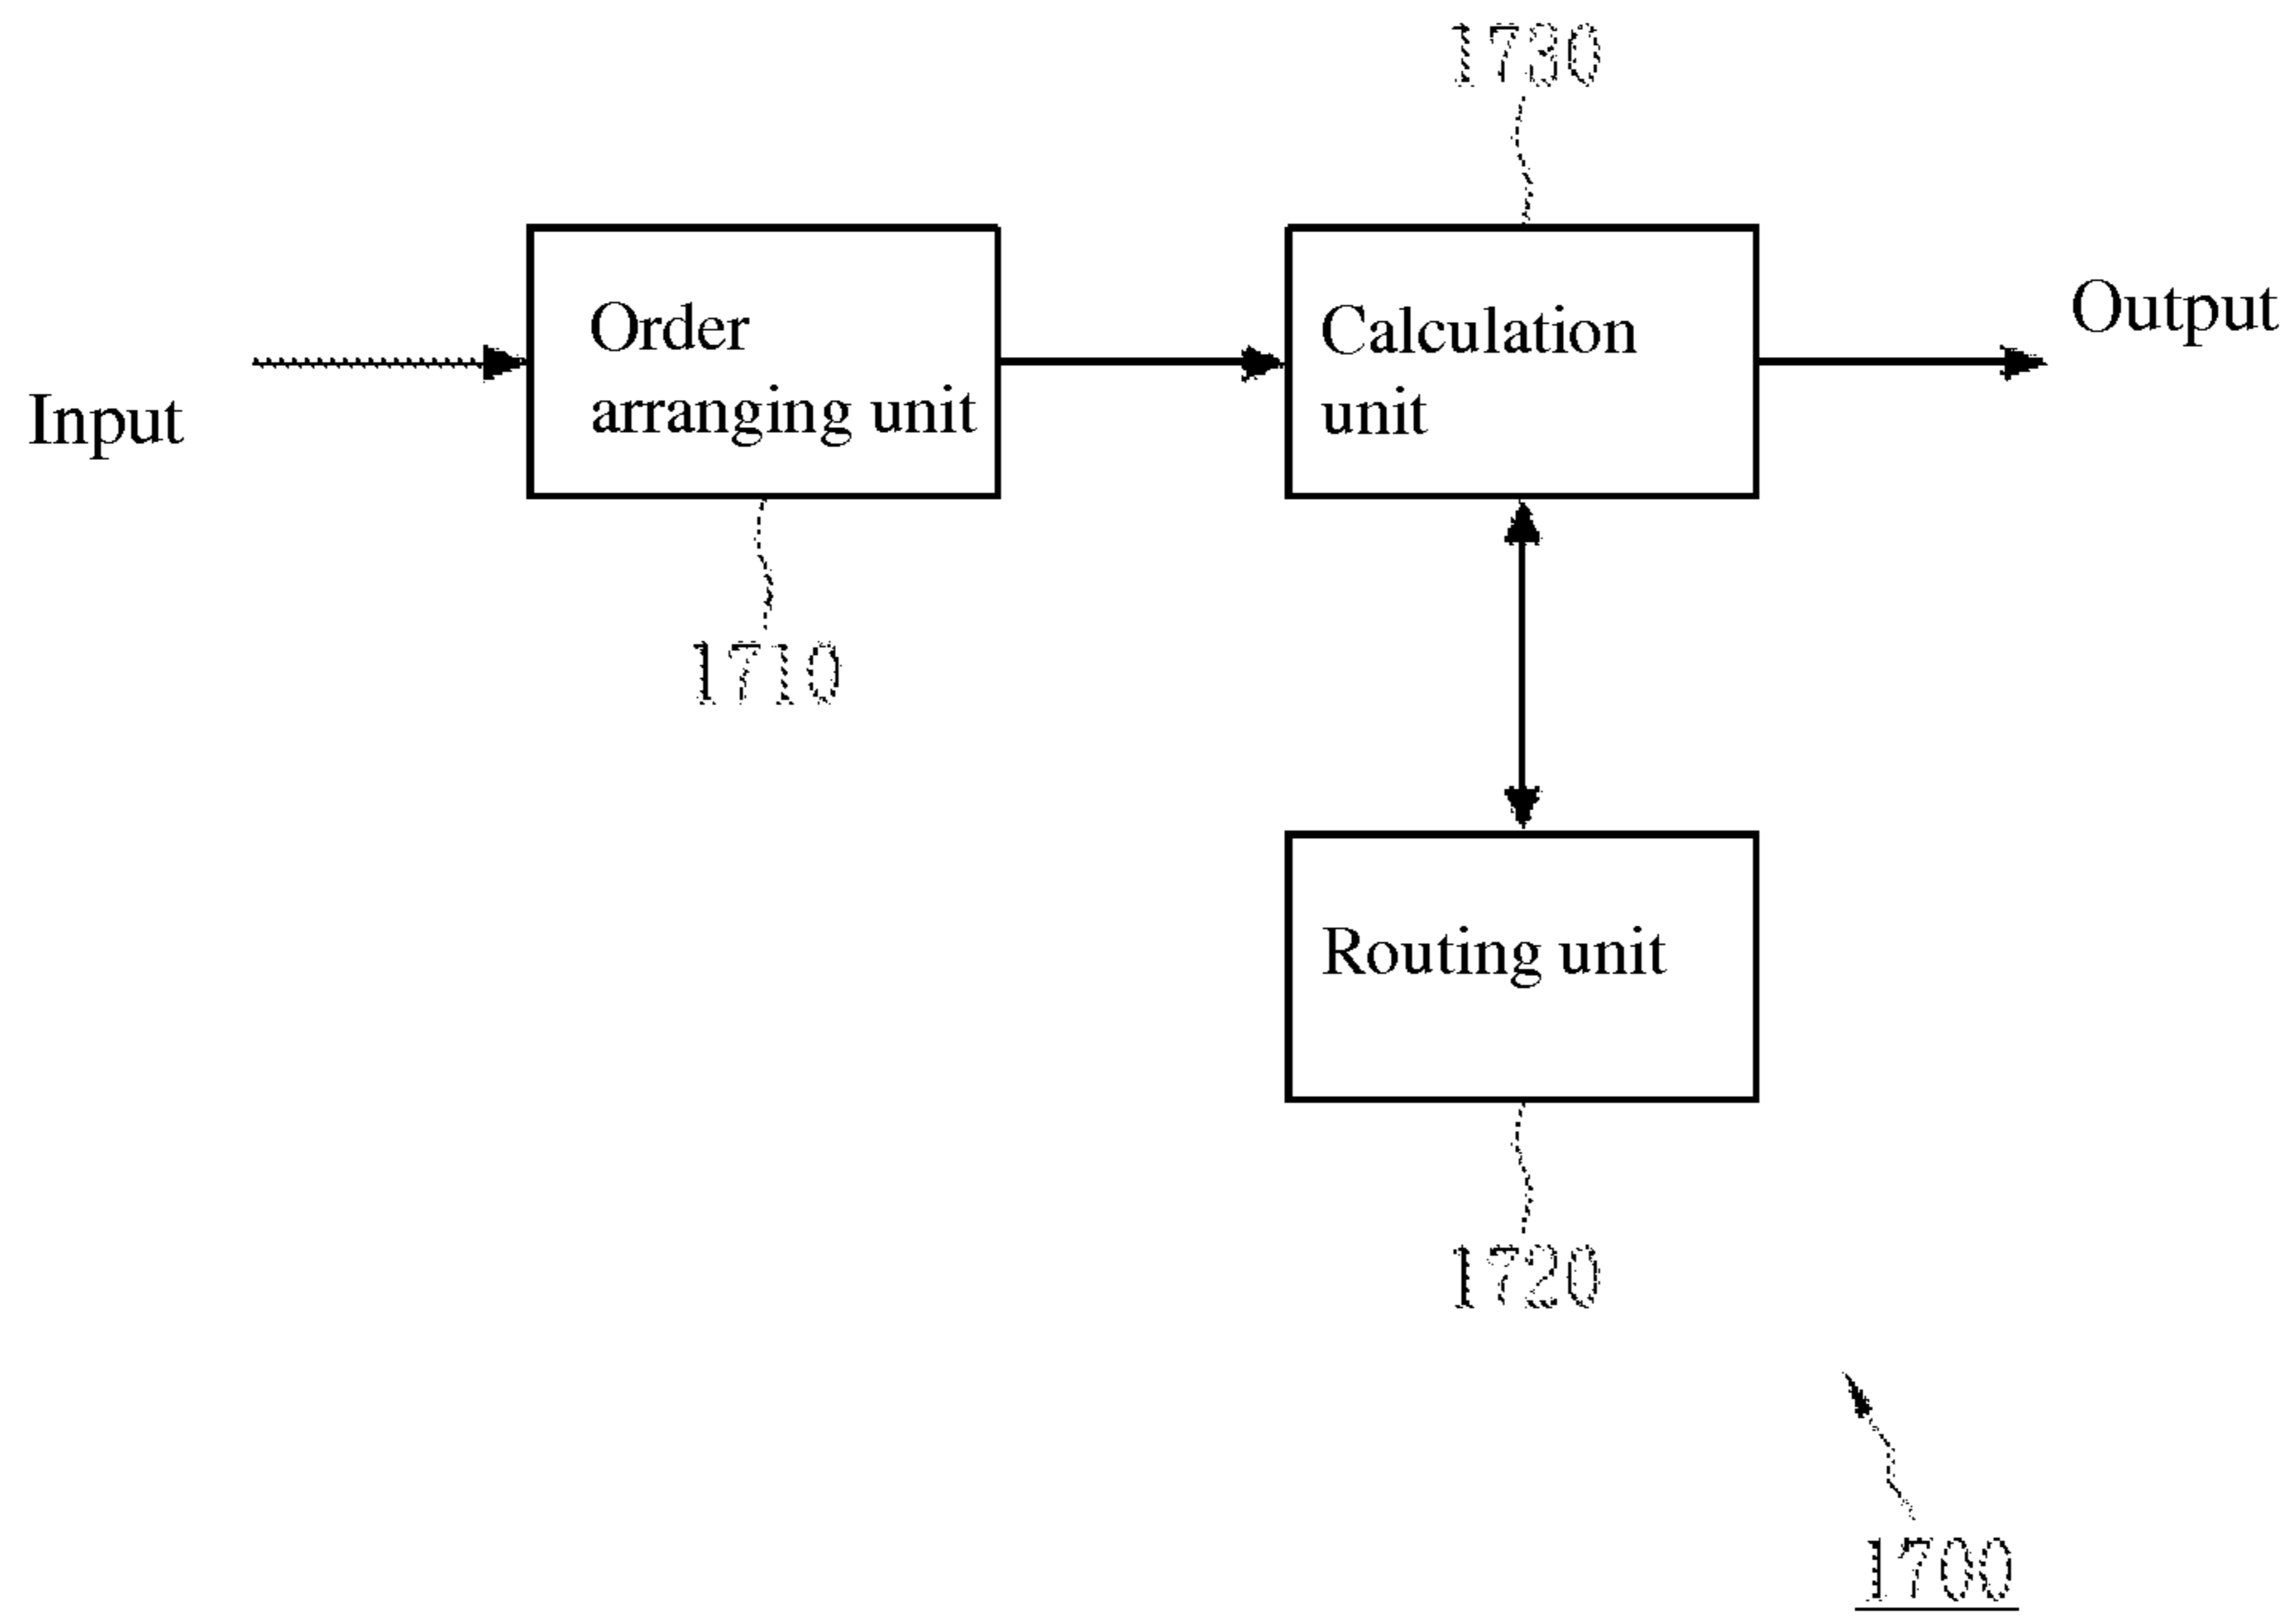 1730
Order
arranging unit
Calculation
unit
Output
Input
1710
Routing unit
1720
1700